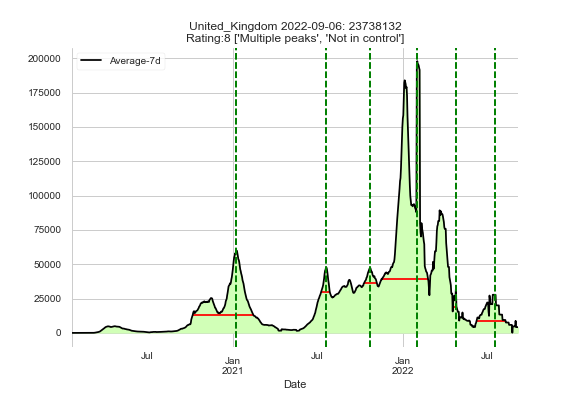 United_Kingdom 2022-09-06: 23738132
Rating:8 ['Multiple peaks', 'Not in control']
Average-7d
200000
175000
150000
125000
100000
75000
50000
25000
0
Jul
Jan
2021
Jul
Jan
2022
Jul
Date